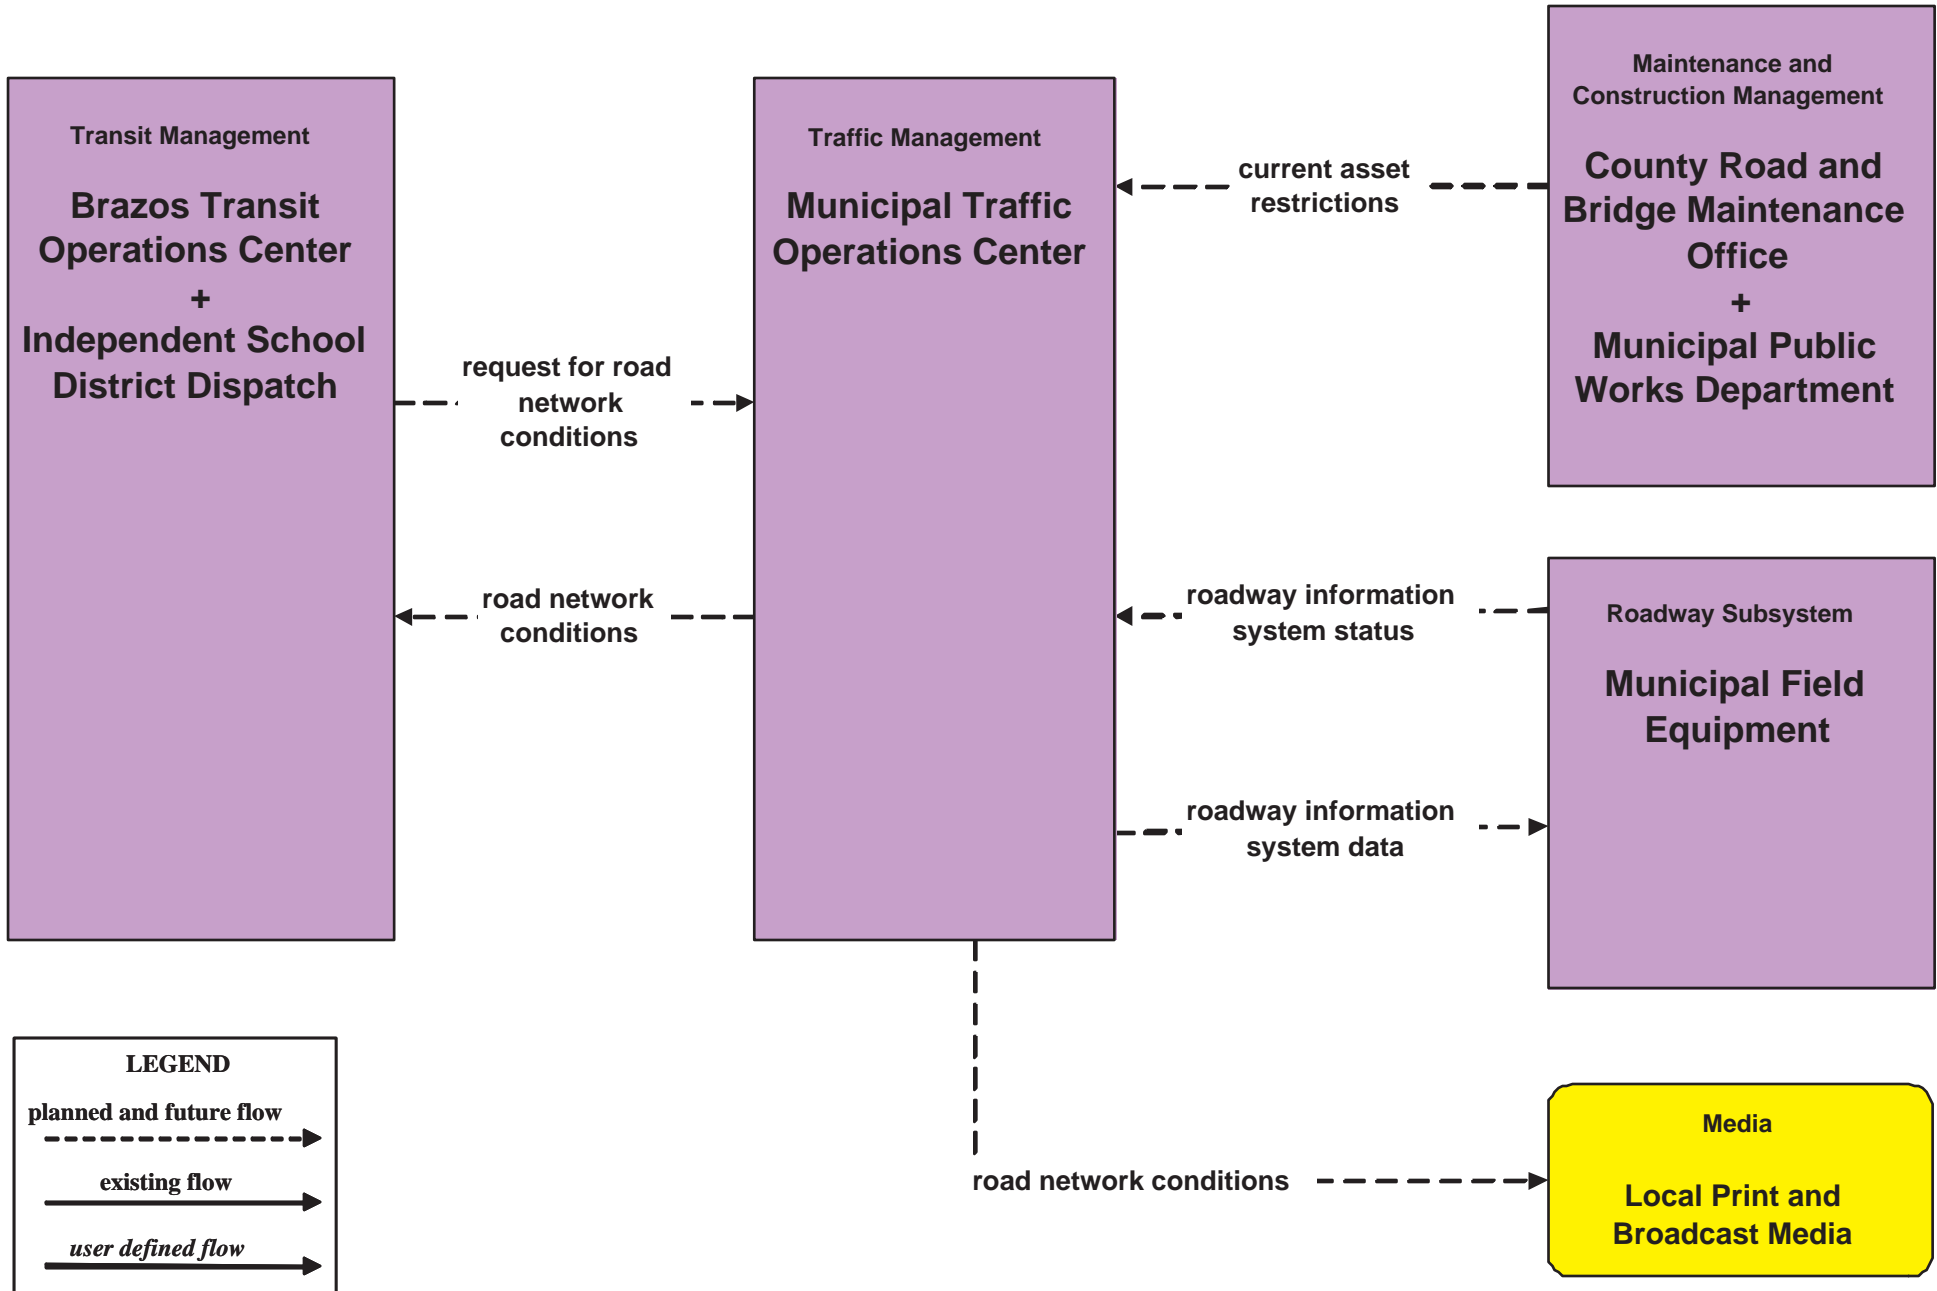 Transit Management
Brazos Transit
Operations Center
+
Independent School
District Dispatch
request for road
network
conditions
road network
conditions
Traffic Management
Municipal Traffic
Operations Center
current asset
restrictions
roadway information
system status
roadway information
system data
road network conditions
Maintenance and
Construction Management
County Road and
Bridge Maintenance
Office
+
Municipal Public
Works Department
Roadway Subsystem
Municipal Field
Equipment
Media
Local Print and
Broadcast Media
LEGEND
planned and future flow
existing flow
user defined flow